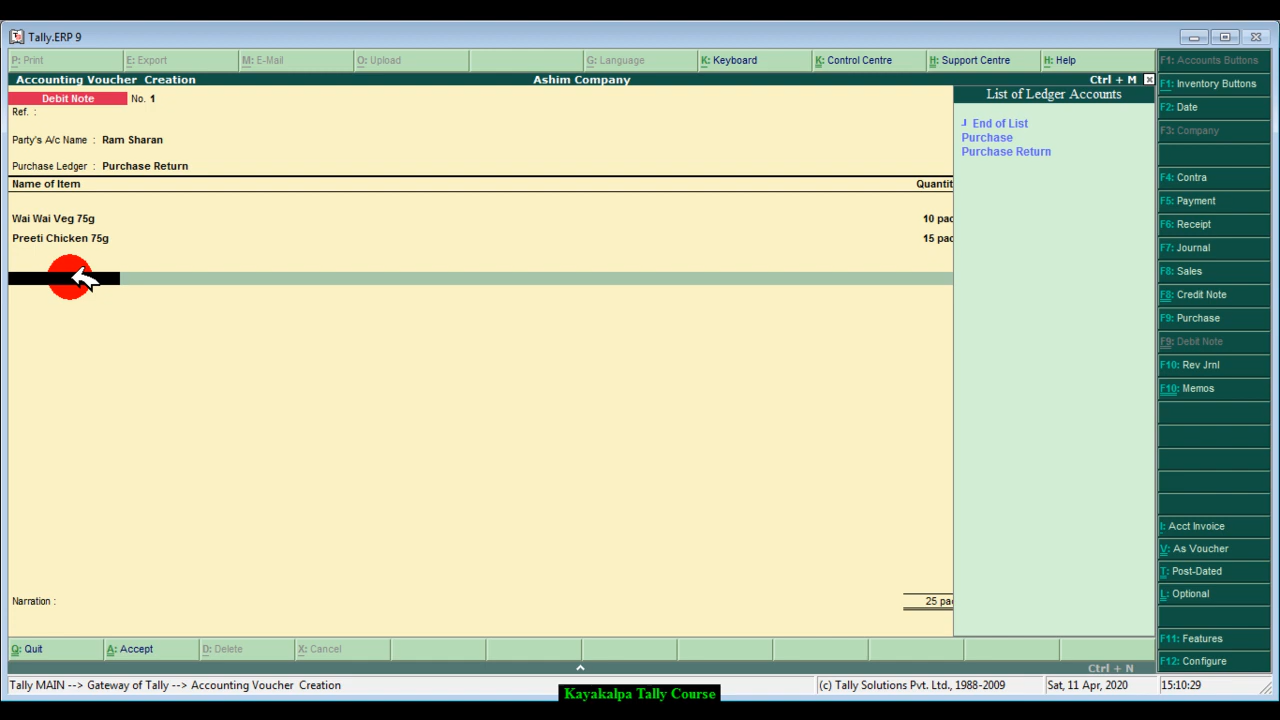 Tally.ERP 9
P: Print E: Export M: E-Mail O: Upload G: Language K: Keyboard K: Control Centre H: Support Centre H: Help
Accounting Voucher Creation Ashim Company Ctrl + M
Debit Note No. 1
Ref. :
Party's A/c Name : Ram Sharan
Purchase Ledger : Purchase Return
Name of Item Quantit
Wai Wai Veg 75g 10 pac
Preeti Chicken 75g 15 pac
Narration : 25 pac
List of Ledger Accounts
End of List
Purchase
Purchase Return
F1: Accounts Buttons
F1: Inventory Buttons
F2: Date
F3: Company
F4: Contra
F5: Payment
F6: Receipt
F7: Journal
F8: Sales
F8: Credit Note
F9: Purchase
F9: Debit Note
F10: Rev Jrnl
F10: Memos
I: Acct Invoice
V: As Voucher
T: Post-Dated
L: Optional
F11: Features
F12: Configure
Q: Quit A: Accept D: Delete X: Cancel
Ctrl + N
Tally MAIN --> Gateway of Tally --> Accounting Voucher Creation (c) Tally Solutions Pvt. Ltd., 1988-2009 Sat, 11 Apr, 2020 15:10:29
Kayakalpa Tally Course